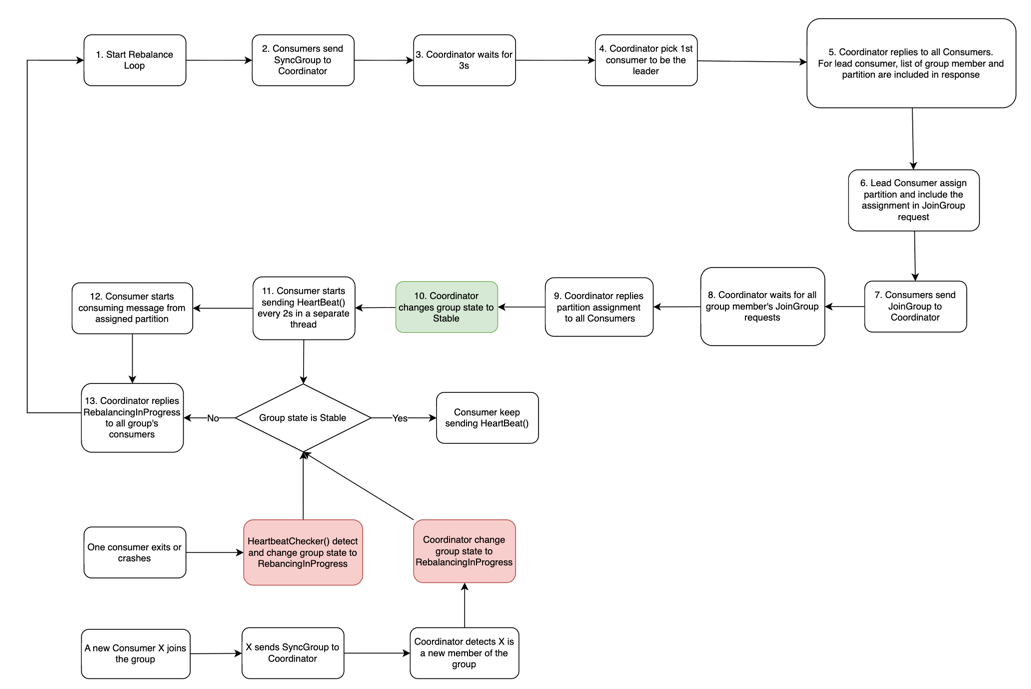 1. Start Rebalance
Loop
2. Consumers send
SyncGroup to
Coordinator
3. Coordinator waits for
3s
4. Coordinator pick 1st
consumer to be the
leader
5. Coordinator replies to all Consumers.
For lead consumer, list of group member and
partition are included in response
6. Lead Consumer assign
partition and include the
assignment in JoinGroup
request
7. Consumers send
JoinGroup to
Coordinator
8. Coordinator waits for all
group member's JoinGroup
requests
9. Coordinator replies
partition assignment
to all Consumers
10. Coordinator
changes group state to
Stable
11. Consumer starts
sending HeartBeat()
every 2s in a separate
thread
12. Consumer starts
consuming message from
assigned partition
13. Coordinator replies
RebalancingInProgress
to all group's
consumers
No
Group state is Stable
Yes
Consumer keep
sending HeartBeat()
One consumer exits or
crashes
HeartbeatChecker() detect
and change group state to
RebancingInProgress
Coordinator change
group state to
RebalancingInProgress
A new Consumer X joins
the group
X sends SyncGroup to
Coordinator
Coordinator detects X is
a new member of the
group